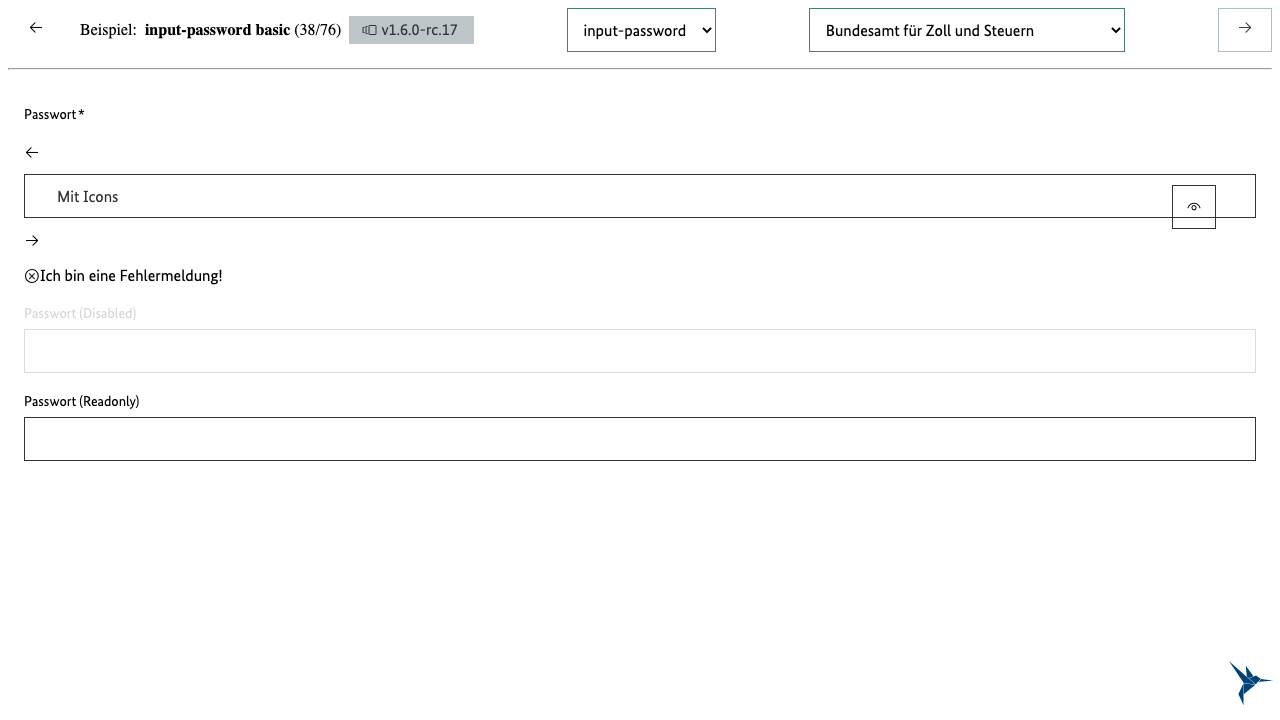 Beispiel: input-password basic (38/76) v1.6.0-rc.17 input-password Bundesamt für Zoll und Steuern
Passwort*
Mit Icons
Ich bin eine Fehlermeldung!
Passwort (Disabled)
Passwort (Readonly)